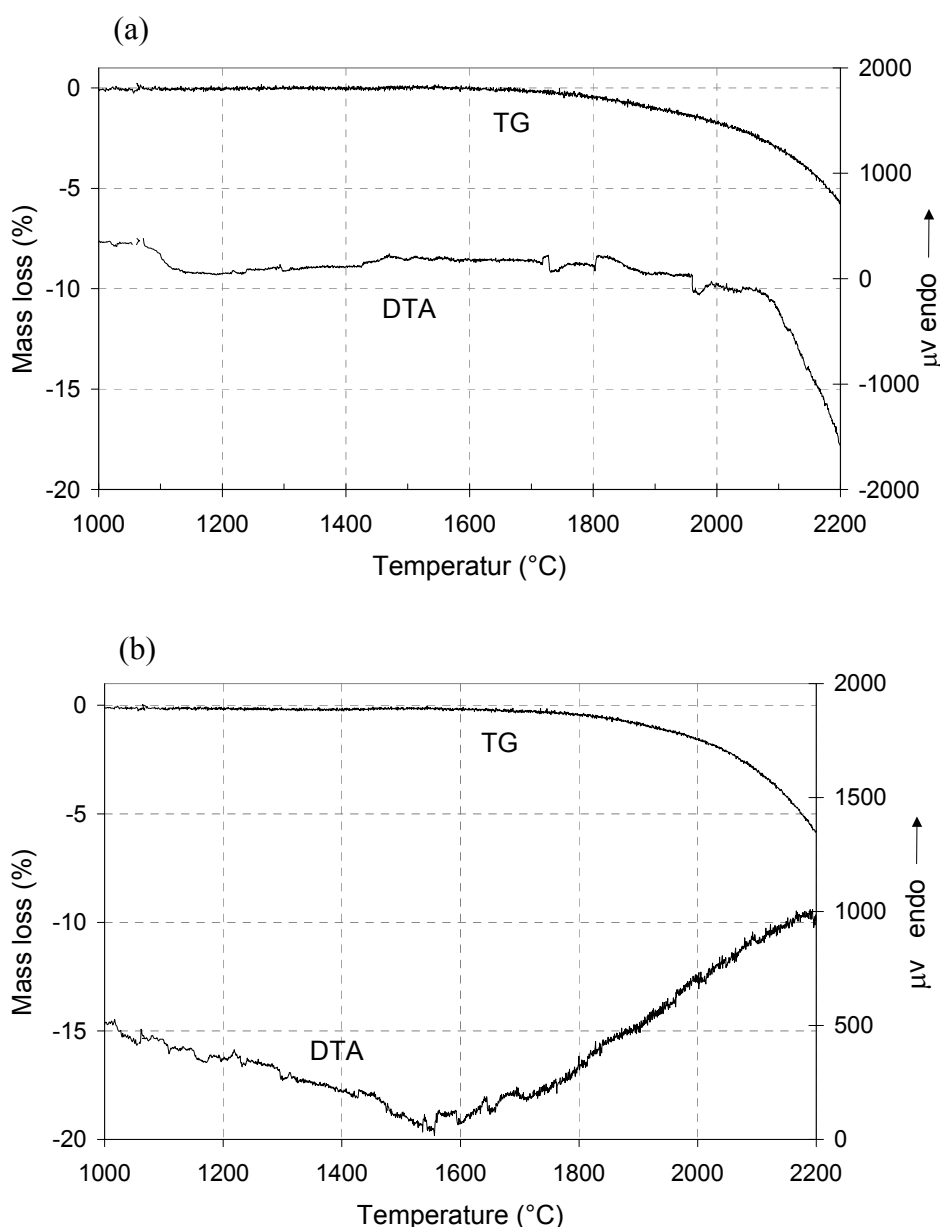 (a)
0
-5
-10
-15
-20
Mass loss (%)
TG
DTA
2000
1000
0
-1000
-2000
μv endo
1000 1200 1400 1600 1800 2000 2200
Temperatur (°C)
(b)
0
-5
-10
-15
-20
Mass loss (%)
TG
DTA
2000
1500
1000
500
0
μv endo
1000 1200 1400 1600 1800 2000 2200
Temperature (°C)